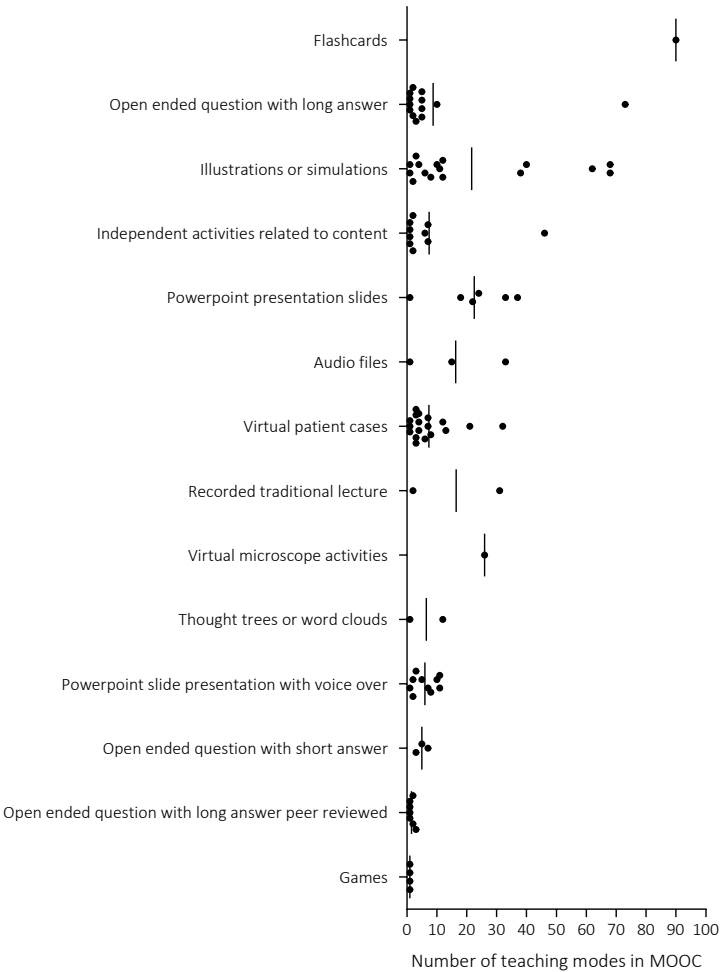 Flashcards
Open ended question with long answer
Illustrations or simulations
Independent activities related to content
Powerpoint presentation slides
Audio files
Virtual patient cases
Recorded traditional lecture
Virtual microscope activities
Thought trees or word clouds
Powerpoint slide presentation with voice over
Open ended question with short answer
Open ended question with long answer peer reviewed
Games
0 10 20 30 40 50 60 70 80 90 100
Number of teaching modes in MOOC